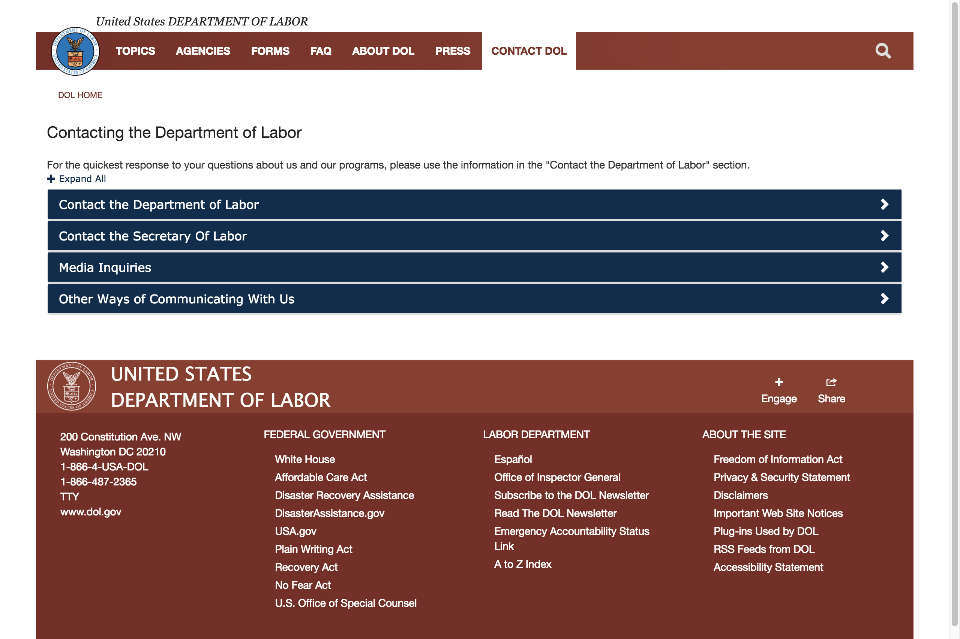 United States DEPARTMENT OF LABOR
TOPICS AGENCIES FORMS FAQ ABOUT DOL PRESS CONTACT DOL
DOL HOME
Contacting the Department of Labor
For the quickest response to your questions about us and our programs, please use the information in the "Contact the Department of Labor" section.
Expand All
Contact the Department of Labor
Contact the Secretary Of Labor
Media Inquiries
Other Ways of Communicating With Us
UNITED STATES
DEPARTMENT OF LABOR
Engage
Share
200 Constitution Ave. NW
Washington DC 20210
1-866-4-USA-DOL
1-866-487-2365
TTY
www.dol.gov
FEDERAL GOVERNMENT
White House
Affordable Care Act
Disaster Recovery Assistance
DisasterAssistance.gov
USA.gov
Plain Writing Act
Recovery Act
No Fear Act
U.S. Office of Special Counsel
LABOR DEPARTMENT
Español
Office of Inspector General
Subscribe to the DOL Newsletter
Read The DOL Newsletter
Emergency Accountability Status
Link
A to Z Index
ABOUT THE SITE
Freedom of Information Act
Privacy & Security Statement
Disclaimers
Important Web Site Notices
Plug-ins Used by DOL
RSS Feeds from DOL
Accessibility Statement